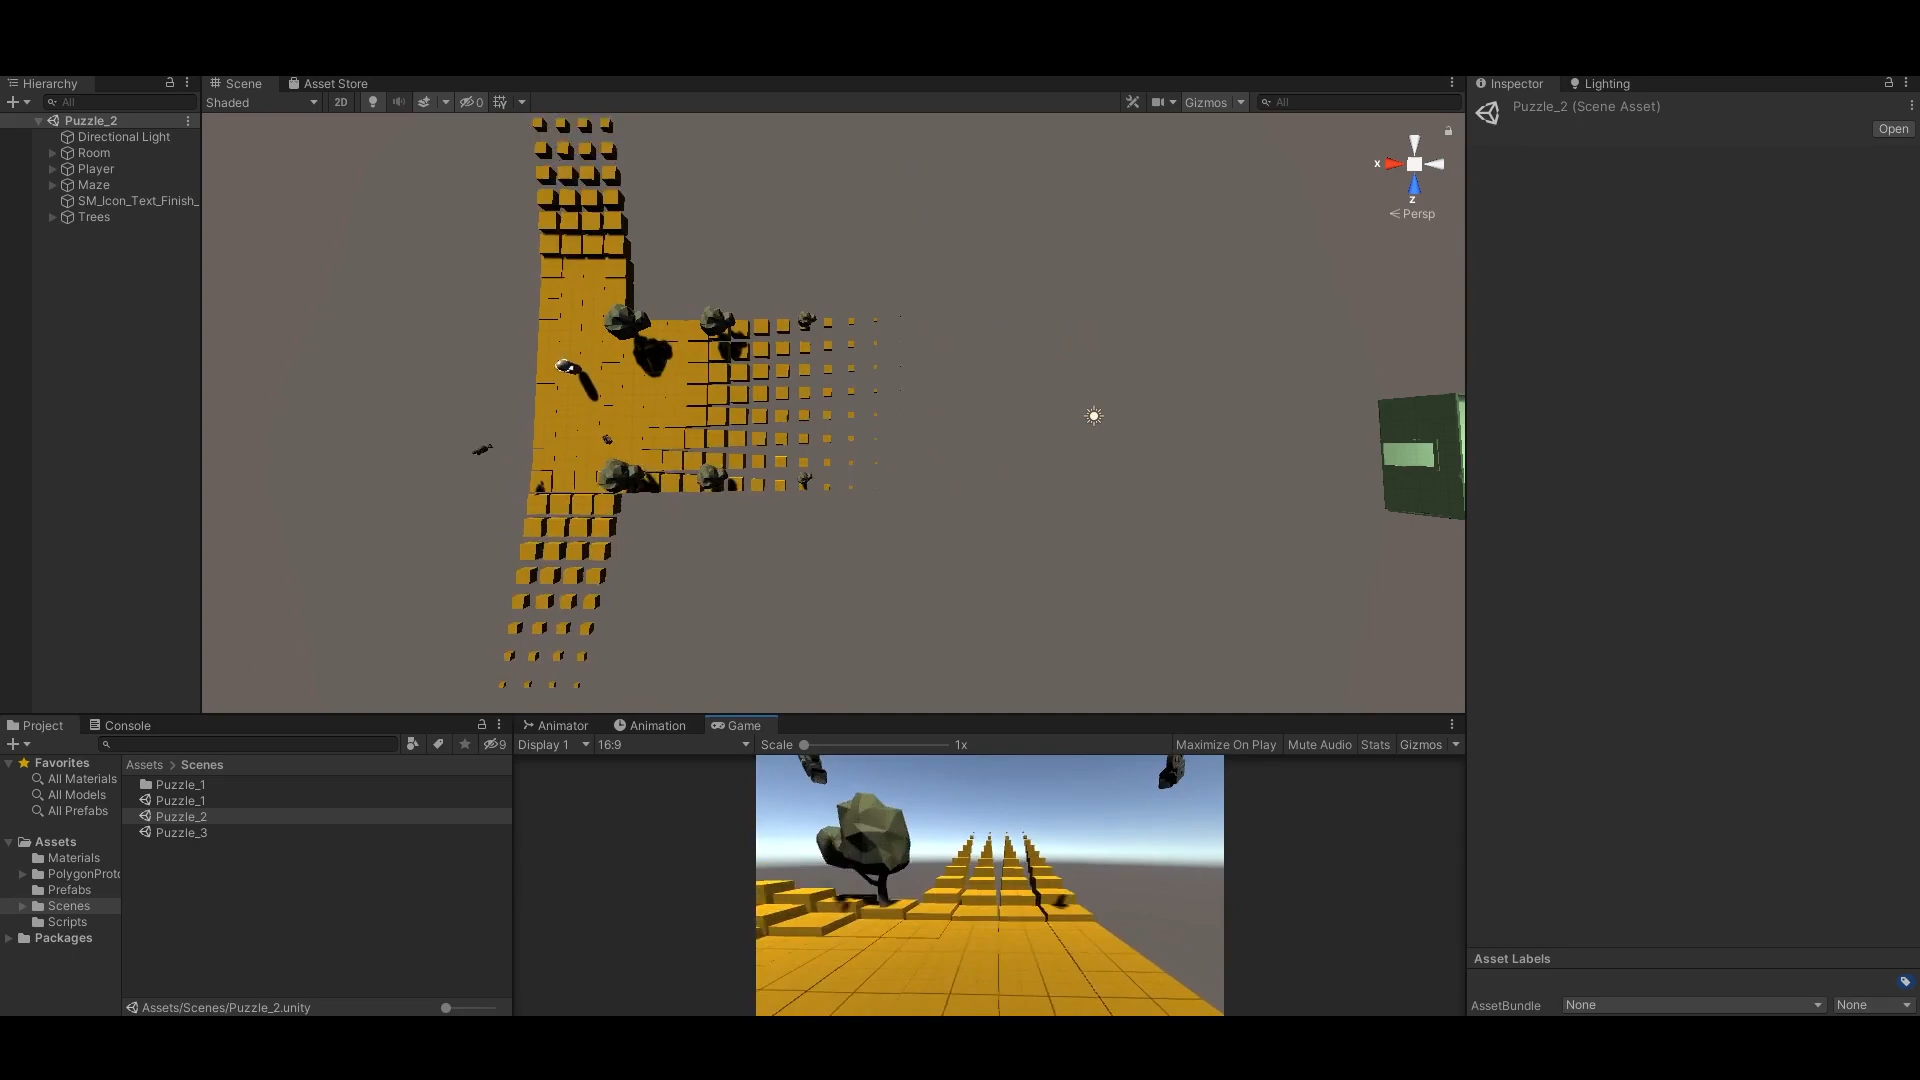 Hierarchy
All
Puzzle_2
Directional Light
Room
Player
Maze
SM_Icon_Text_Finish_
Trees
Scene Asset Store
Shaded 2D 0 Gizmos All
x
z
Persp
Inspector Lighting
Puzzle_2 (Scene Asset)
Open
Project Console
9
Favorites
All Materials
All Models
All Prefabs
Assets
Materials
PolygonProto
Prefabs
Scenes
Scripts
Packages
Assets > Scenes
Puzzle_1
Puzzle_1
Puzzle_2
Puzzle_3
Assets/Scenes/Puzzle_2.unity
Animator Animation Game
Display 1 16:9 Scale 1x Maximize On Play Mute Audio Stats Gizmos
Asset Labels
AssetBundle None None